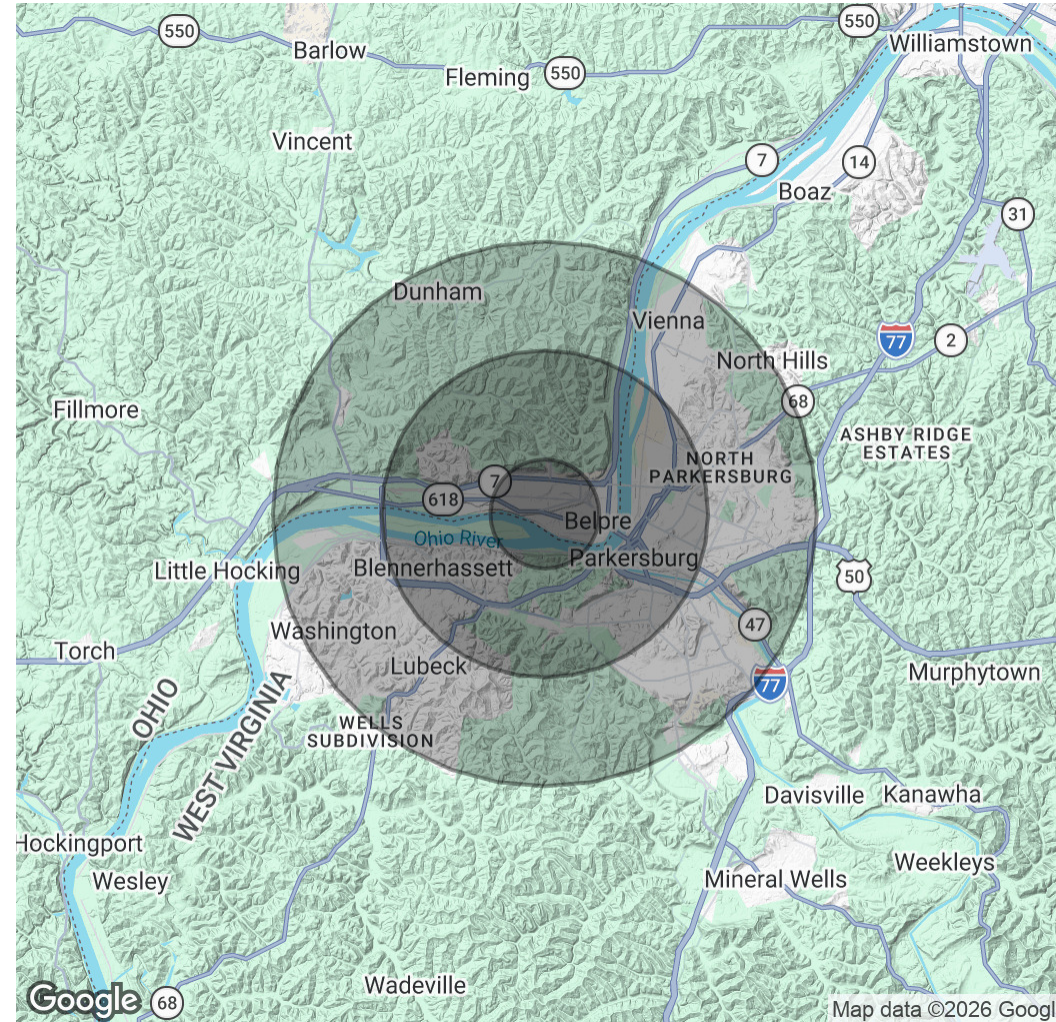 550
550
Williamstown
Barlow
Fleming
550
Vincent
7
14
Boaz
31
Dunham
Vienna
77
2
North Hills
68
Fillmore
ASHBY RIDGE
ESTATES
NORTH
PARKERSBURG
7
618
Belpre
Ohio River
Parkersburg
Blennerhassett
Little Hocking
50
47
Washington
Torch
Lubeck
Murphytown
77
OHIO
WEST VIRGINIA
WELLS
SUBDIVISION
Davisville
Kanawha
Hockingport
Weekleys
Wesley
Mineral Wells
Wadeville
Google
68
Map data ©2026 Googl